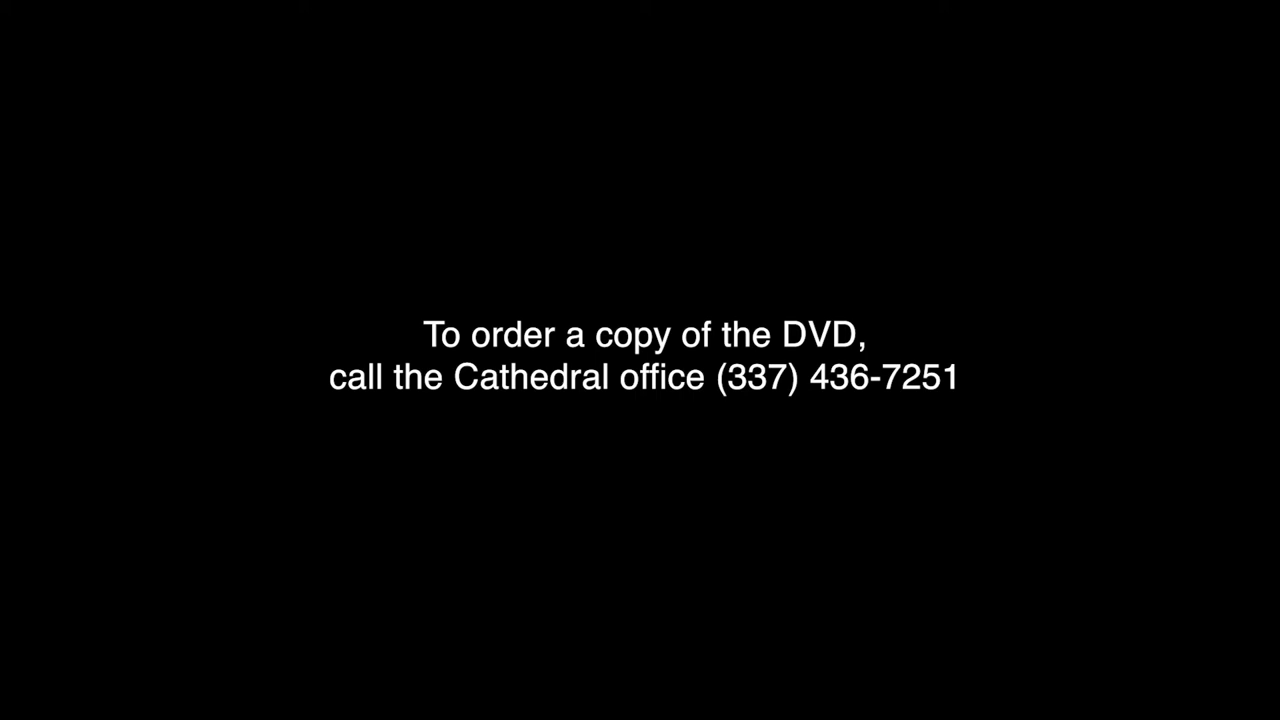 To order a copy of the DVD,
call the Cathedral office (337) 436-7251